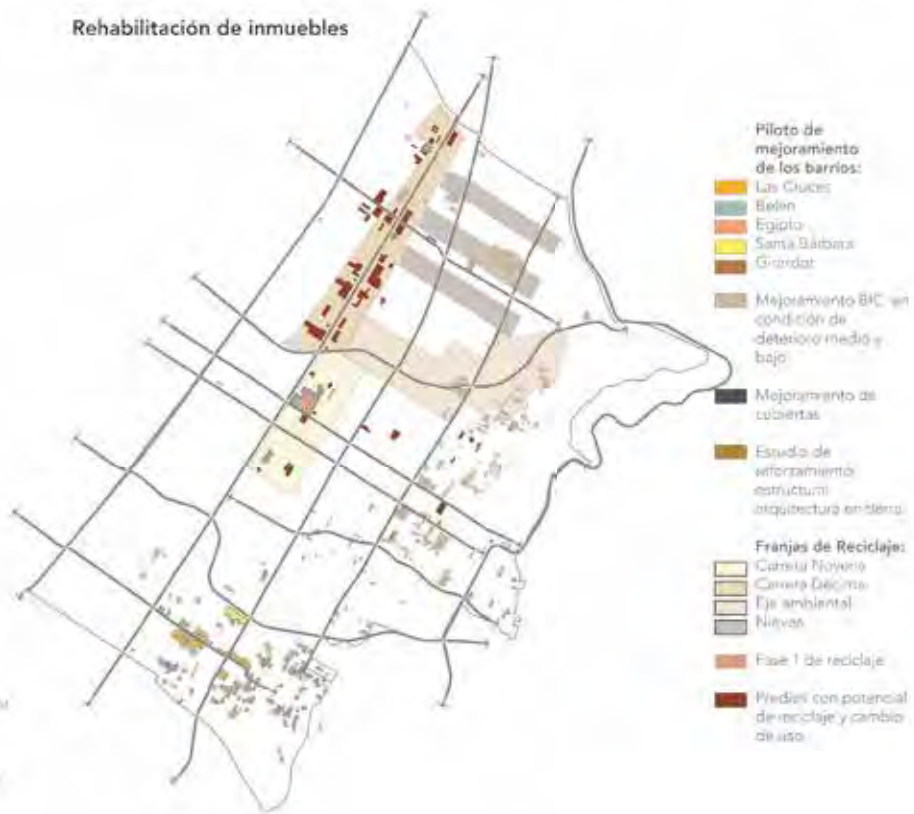 Rehabilitación de inmuebles
Piloto de
mejoramiento
de los barrios:
Las Cruces
Belén
Egipto
Santa Bárbara
Girardot
Mejoramiento BIC en
condición de
deterioro medio y
bajo
Mejoramiento de
cubiertas
Estudio de
reforzamiento
estructural
arquitectura en tierra
Franjas de Reciclaje:
Carrera Novena
Carrera Décima
Eje ambiental
Nieves
Fase 1 de reciclaje
Predios con potencial
de reciclaje y cambio
de uso